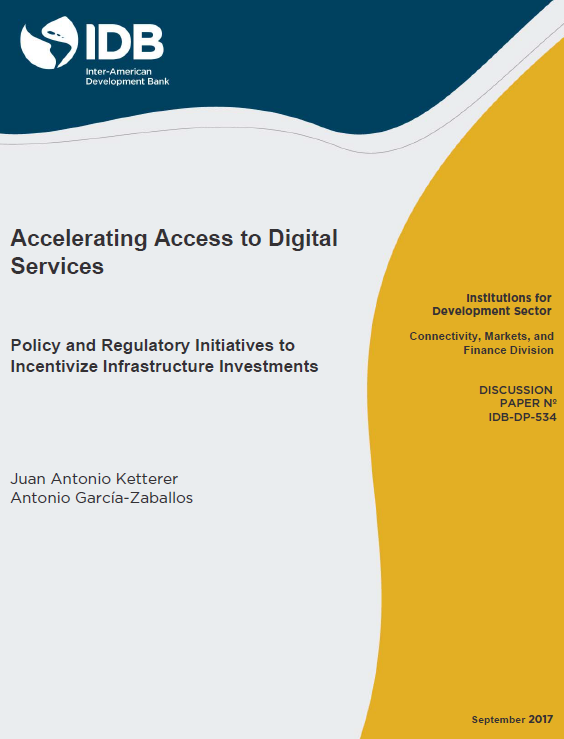 IDB
Inter-American
Development Bank
Accelerating Access to Digital
Services
Policy and Regulatory Initiatives to
Incentivize Infrastructure Investments
Juan Antonio Ketterer
Antonio García-Zaballos
Institutions for
Development Sector
Connectivity, Markets, and
Finance Division
DISCUSSION
PAPER Nº
IDB-DP-534
September 2017